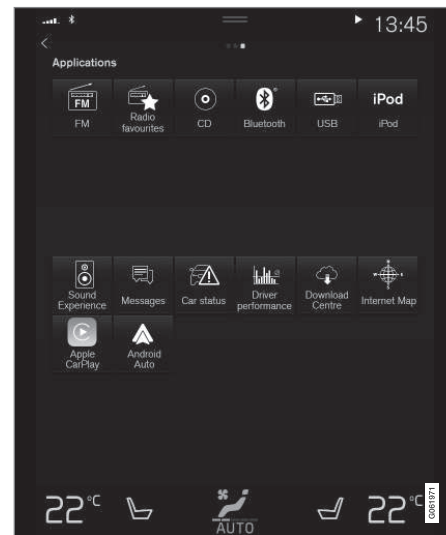 13:45
Applications
FM
iPod
FM
Radio
favourites
CD
Bluetooth
USB
iPod
Sound
Experience
Messages
Car status
Driver
performance
Download
Centre
Internet Map
Apple
CarPlay
Android
Auto
22°C
AUTO
22°C
G061971